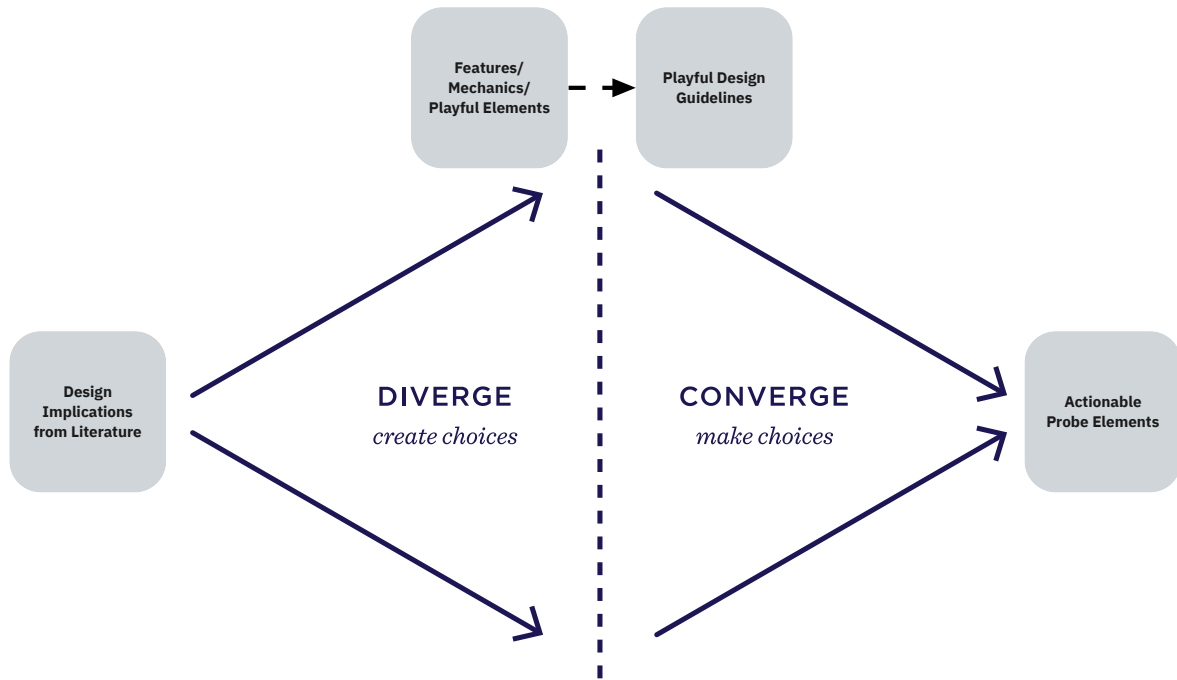 Features/
Mechanics/
Playful Elements
Playful Design
Guidelines
Design
Implications
from Literature
DIVERGE
create choices
CONVERGE
make choices
Actionable
Probe Elements